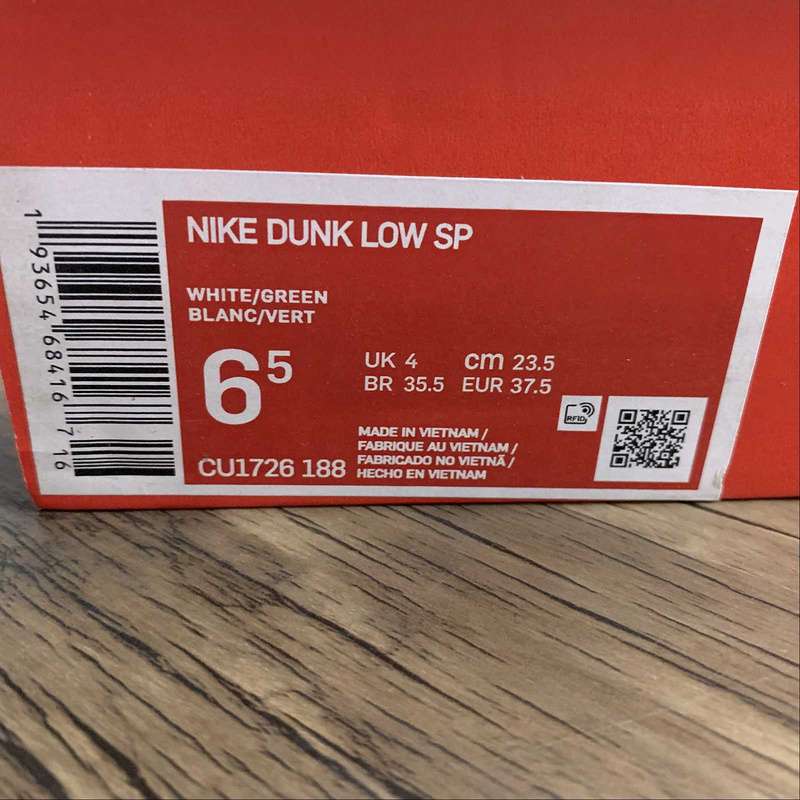 NIKE DUNK LOW SP
WHITE/GREEN
BLANC/VERT
6⁵
UK 4 cm 23.5
BR 35.5 EUR 37.5
RFID
MADE IN VIETNAM /
FABRIQUE AU VIETNAM /
FABRICADO NO VIETNÃ /
HECHO EN VIETNAM
CU1726 188
1 93654 68416 7 16